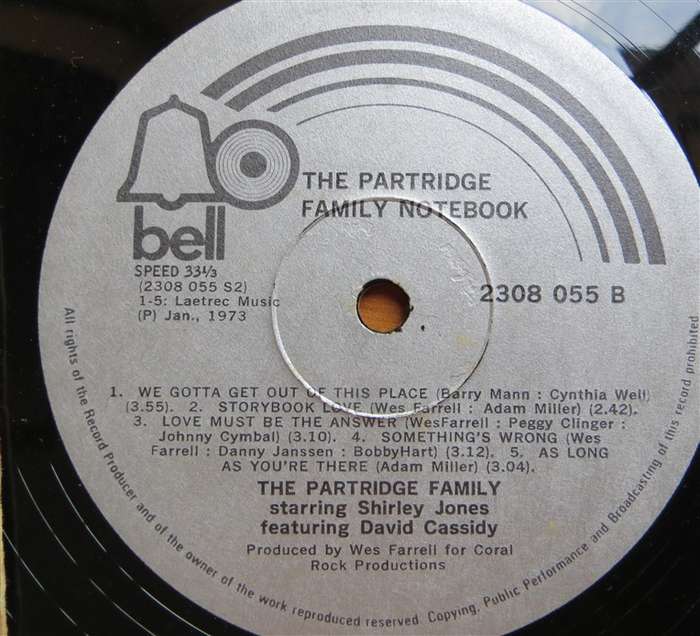 bell
THE PARTRIDGE
FAMILY NOTEBOOK
SPEED 33⅓
(2308 055 S2)
1-5: Laetrec Music
(P) Jan., 1973
2308 055 B
1. WE GOTTA GET OUT OF THIS PLACE (Barry Mann : Cynthia Weil)
(3.55). 2. STORYBOOK LOVE (Wes Farrell : Adam Miller) (2.42).
3. LOVE MUST BE THE ANSWER (WesFarrell : Peggy Clinger :
Johnny Cymbal) (3.10). 4. SOMETHING'S WRONG (Wes
Farrell : Danny Janssen : BobbyHart) (3.12). 5. AS LONG
AS YOU'RE THERE (Adam Miller) (3.04).
THE PARTRIDGE FAMILY
starring Shirley Jones
featuring David Cassidy
Produced by Wes Farrell for Coral
Rock Productions
All rights of the Record Producer and of the owner of the work reproduced reserved. Copying, Public Performance and Broadcasting of this record prohibited